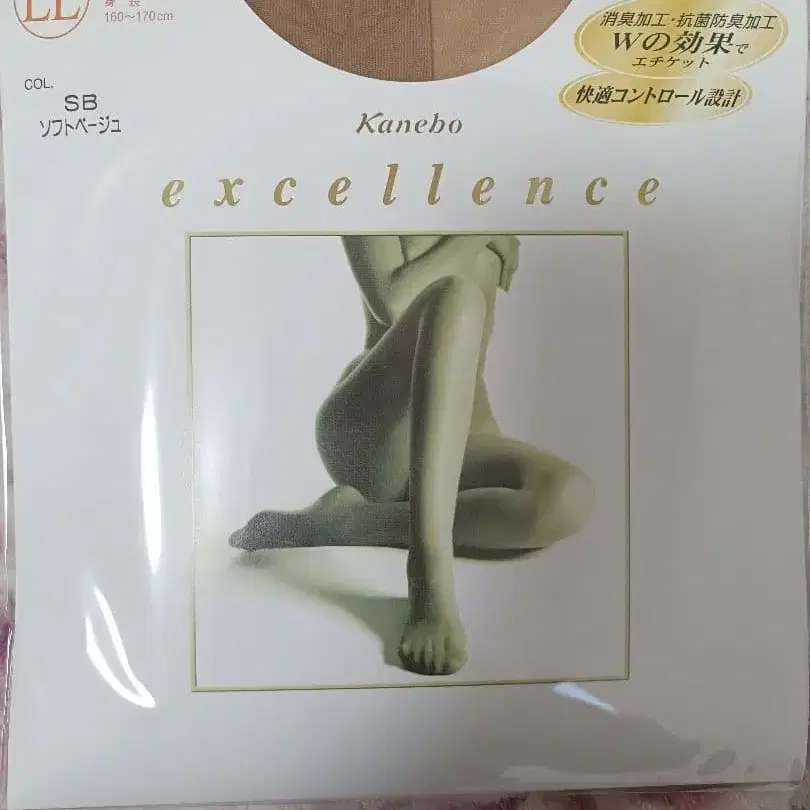 LL
身長
160〜170cm
COL.
SB
ソフトベージュ
消臭加工・抗菌防臭加工
Wの効果で
エチケット
快適コントロール設計
Kanebo
excellence